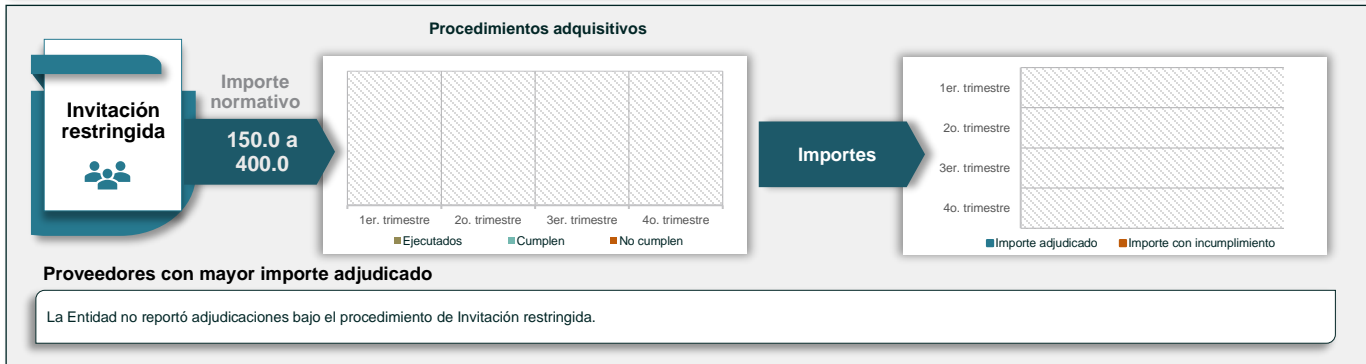 Procedimientos adquisitivos
Invitación
restringida
Importe
normativo
150.0 a
400.0
1er. trimestre
2o. trimestre
3er. trimestre
4o. trimestre
Ejecutados
Cumplen
No cumplen
Importes
1er. trimestre
2o. trimestre
3er. trimestre
4o. trimestre
Importe adjudicado
Importe con incumplimiento
Proveedores con mayor importe adjudicado
La Entidad no reportó adjudicaciones bajo el procedimiento de Invitación restringida.